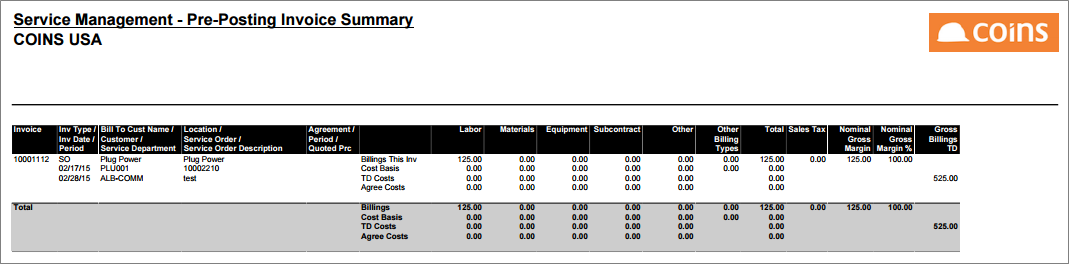 Service Management - Pre-Posting Invoice Summary
COINS USA
coins
Invoice Inv Type / Bill To Cust Name / Location / Agreement / Labor Materials Equipment Subcontract Other Other Total Sales Tax Nominal Nominal Gross
Inv Date / Customer / Service Order / Period / Billing Gross Gross Billings
Period Service Department Service Order Description Quoted Prc Types Margin Margin % TD
10001112 SO Plug Power Plug Power Billings This Inv 125.00 0.00 0.00 0.00 0.00 0.00 125.00 0.00 125.00 100.00
02/17/15 PLU001 10002210 Cost Basis 0.00 0.00 0.00 0.00 0.00 0.00 0.00
02/28/15 ALB-COMM test TD Costs 0.00 0.00 0.00 0.00 0.00 0.00 525.00
Agree Costs 0.00 0.00 0.00 0.00 0.00 0.00
Total Billings 125.00 0.00 0.00 0.00 0.00 0.00 125.00 0.00 125.00 100.00
Cost Basis 0.00 0.00 0.00 0.00 0.00 0.00 0.00
TD Costs 0.00 0.00 0.00 0.00 0.00 0.00 525.00
Agree Costs 0.00 0.00 0.00 0.00 0.00 0.00